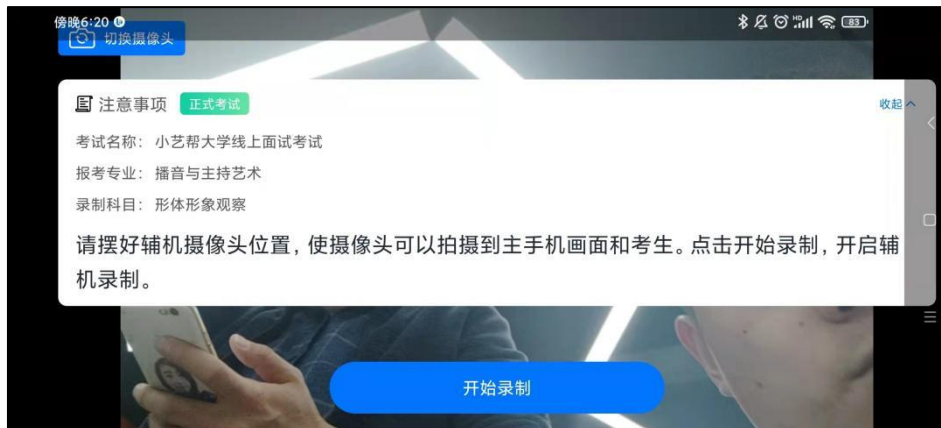 傍晚6:20
83
切换摄像头
注意事项 正式考试 收起
考试名称： 小艺帮大学线上面试考试
报考专业： 播音与主持艺术
录制科目： 形体形象观察
请摆好辅机摄像头位置，使摄像头可以拍摄到主手机画面和考生。点击开始录制，开启辅
机录制。
开始录制